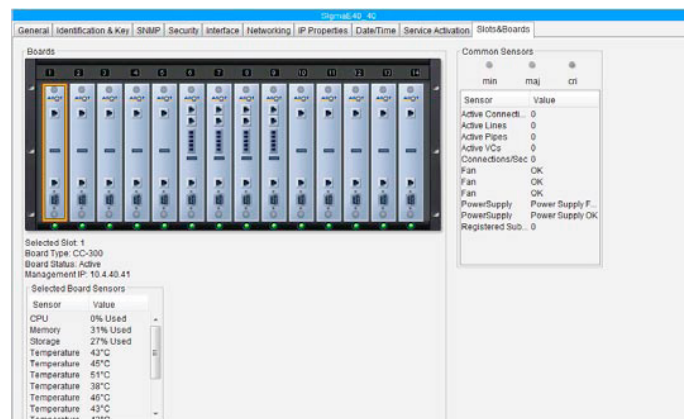 SigmaE40_40
General Identification & Key SNMP Security Interface Networking IP Properties Date/Time Service Activation Slots&Boards
Boards
1 2 3 4 5 6 7 8 9 10 11 12 13 14
Selected Slot: 1
Board Type: CC-300
Board Status: Active
Management IP: 10.4.40.41
Selected Board Sensors
Sensor Value
CPU 0% Used
Memory 31% Used
Storage 27% Used
Temperature 43°C
Temperature 45°C
Temperature 51°C
Temperature 38°C
Temperature 46°C
Temperature 43°C
Common Sensors
min maj cri
Sensor Value
Active Connecti... 0
Active Lines 0
Active Pipes 0
Active VCs 0
Connections/Sec 0
Fan OK
Fan OK
Fan OK
PowerSupply Power Supply F...
PowerSupply Power Supply OK
Registered Sub... 0